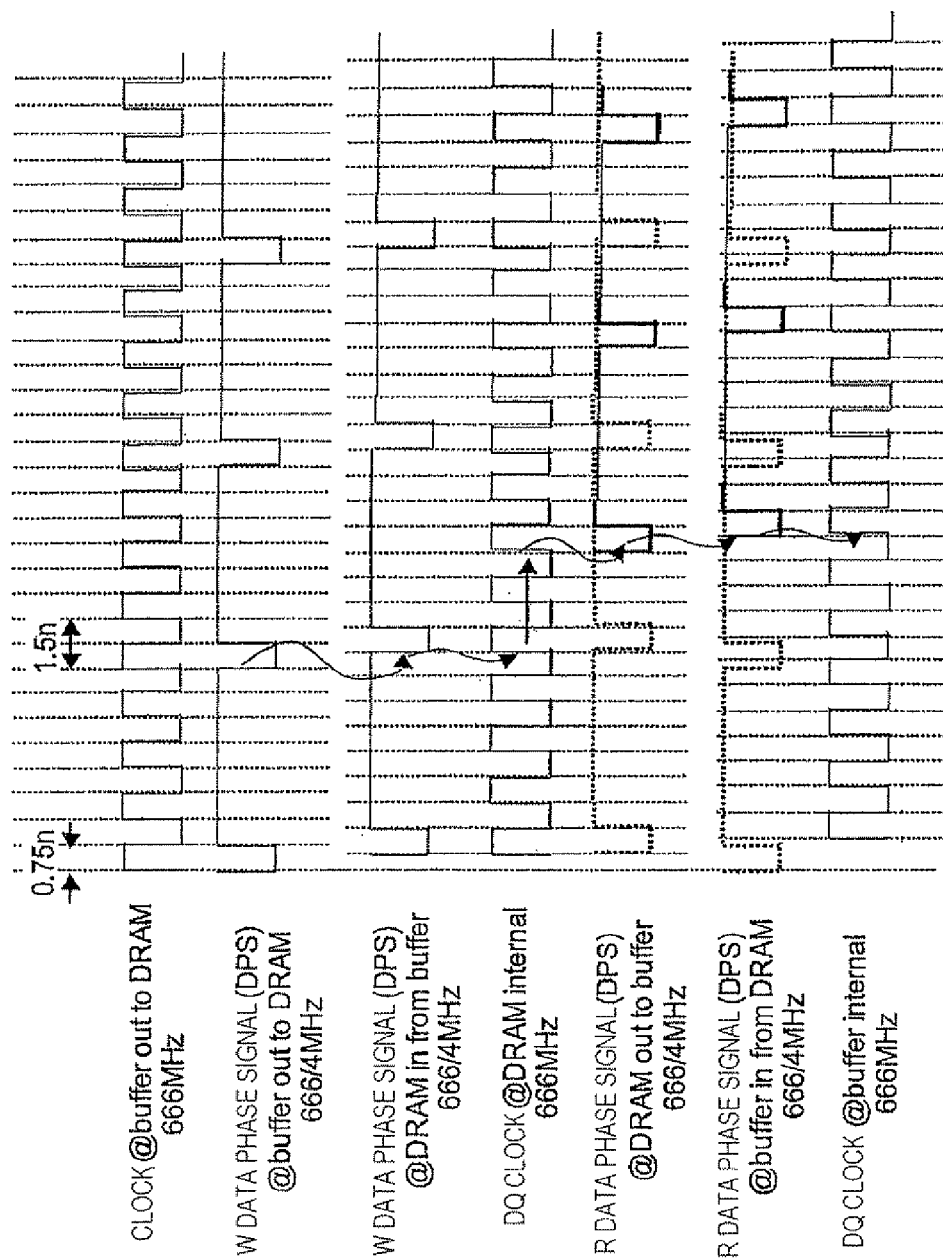 0.75n
1.5n
CLOCK@buffer out to DRAM
666MHz
W DATA PHASE SIGNAL (DPS)
@buffer out to DRAM
666/4MHz
W DATA PHASE SIGNAL (DPS)
@DRAM in from buffer
666/4MHz
DQ CLOCK @DRAM internal
666MHz
R DATA PHASE SIGNAL (DPS)
@DRAM out to buffer
666/4MHz
R DATA PHASE SIGNAL (DPS)
@buffer in from DRAM
666/4MHz
DQ CLOCK @buffer internal
666MHz